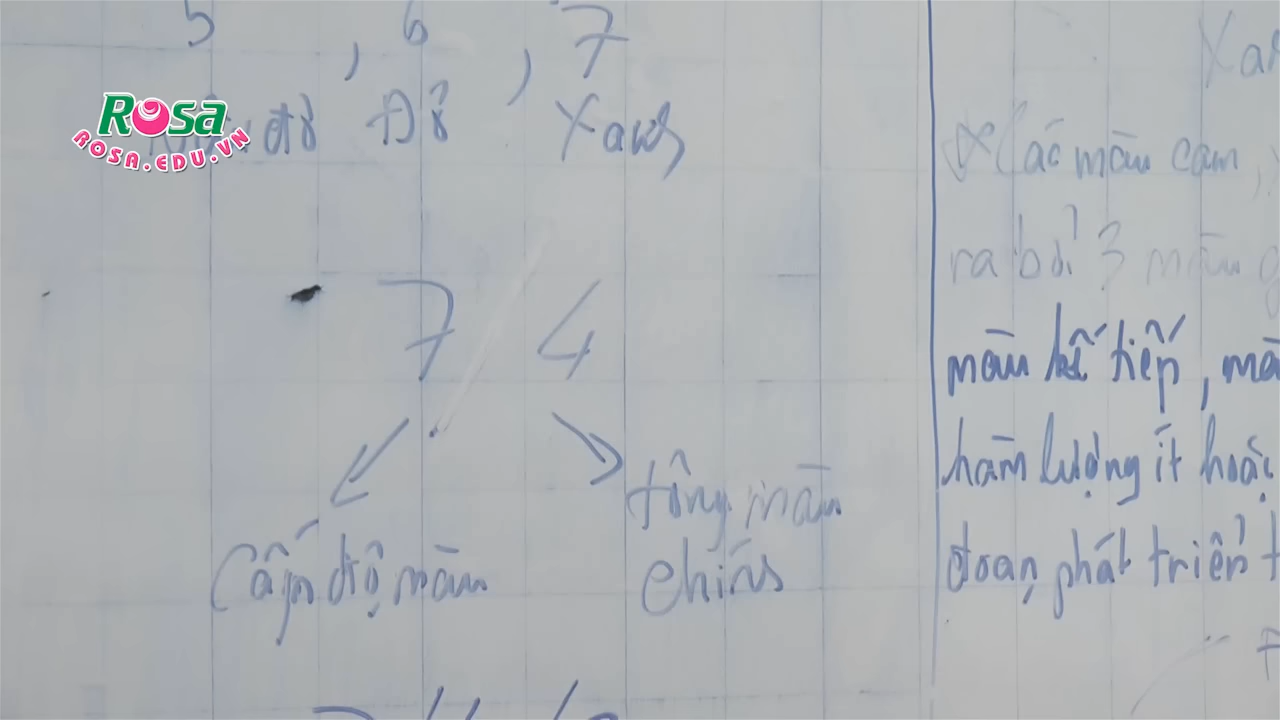 5 , 6 , 7
đỏ Đỏ Xanh
Rosa
ROSA.EDU.VN
7 / 4
Cấp độ màu
tông màu
chính
Các màu cam
ra bởi 3 màu
màu kế tiếp, mà
hàm lượng ít hoặc
đoạn phát triển t